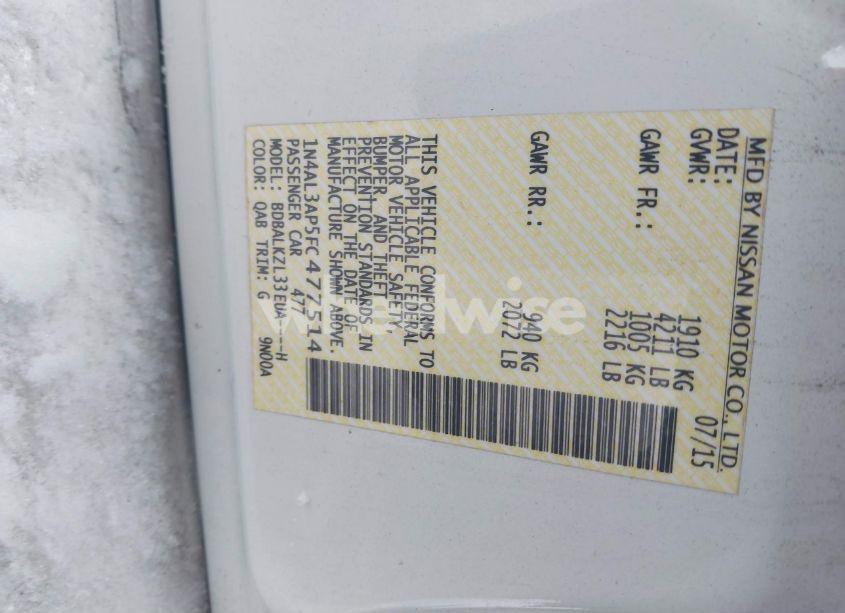 MFD BY NISSAN MOTOR CO., LTD.
DATE: 07/15
GVWR: 1910 KG
4211 LB
GAWR FR.: 1005 KG
2216 LB
GAWR RR.: 940 KG
2072 LB
THIS VEHICLE CONFORMS TO
ALL APPLICABLE FEDERAL
MOTOR VEHICLE SAFETY,
BUMPER, AND THEFT
PREVENTION STANDARDS IN
EFFECT ON THE DATE OF
MANUFACTURE SHOWN ABOVE.
1N4AL3AP5FC477514
PASSENGER CAR 477
MODEL: BDBALKZL33EUA----H
COLOR: QAB TRIM: G 9N00A
wheelwise